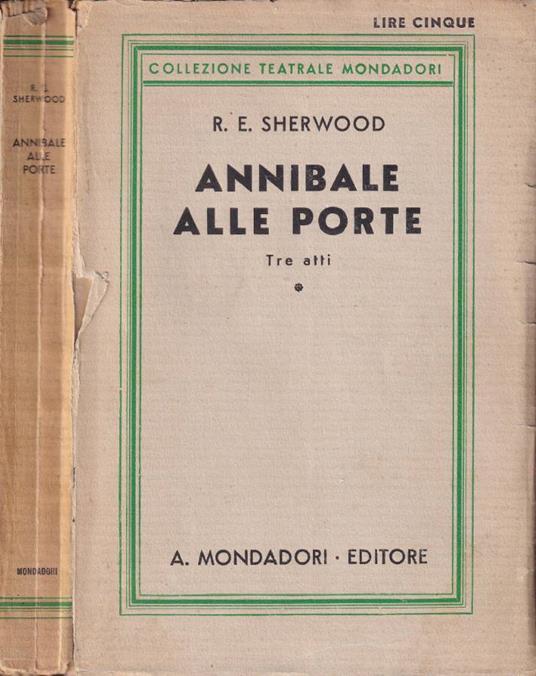 R. E.
SHERWOOD
ANNIBALE
ALLE
PORTE
MONDADORI
LIRE CINQUE
COLLEZIONE TEATRALE MONDADORI
R. E. SHERWOOD
ANNIBALE
ALLE PORTE
Tre atti
A. MONDADORI · EDITORE